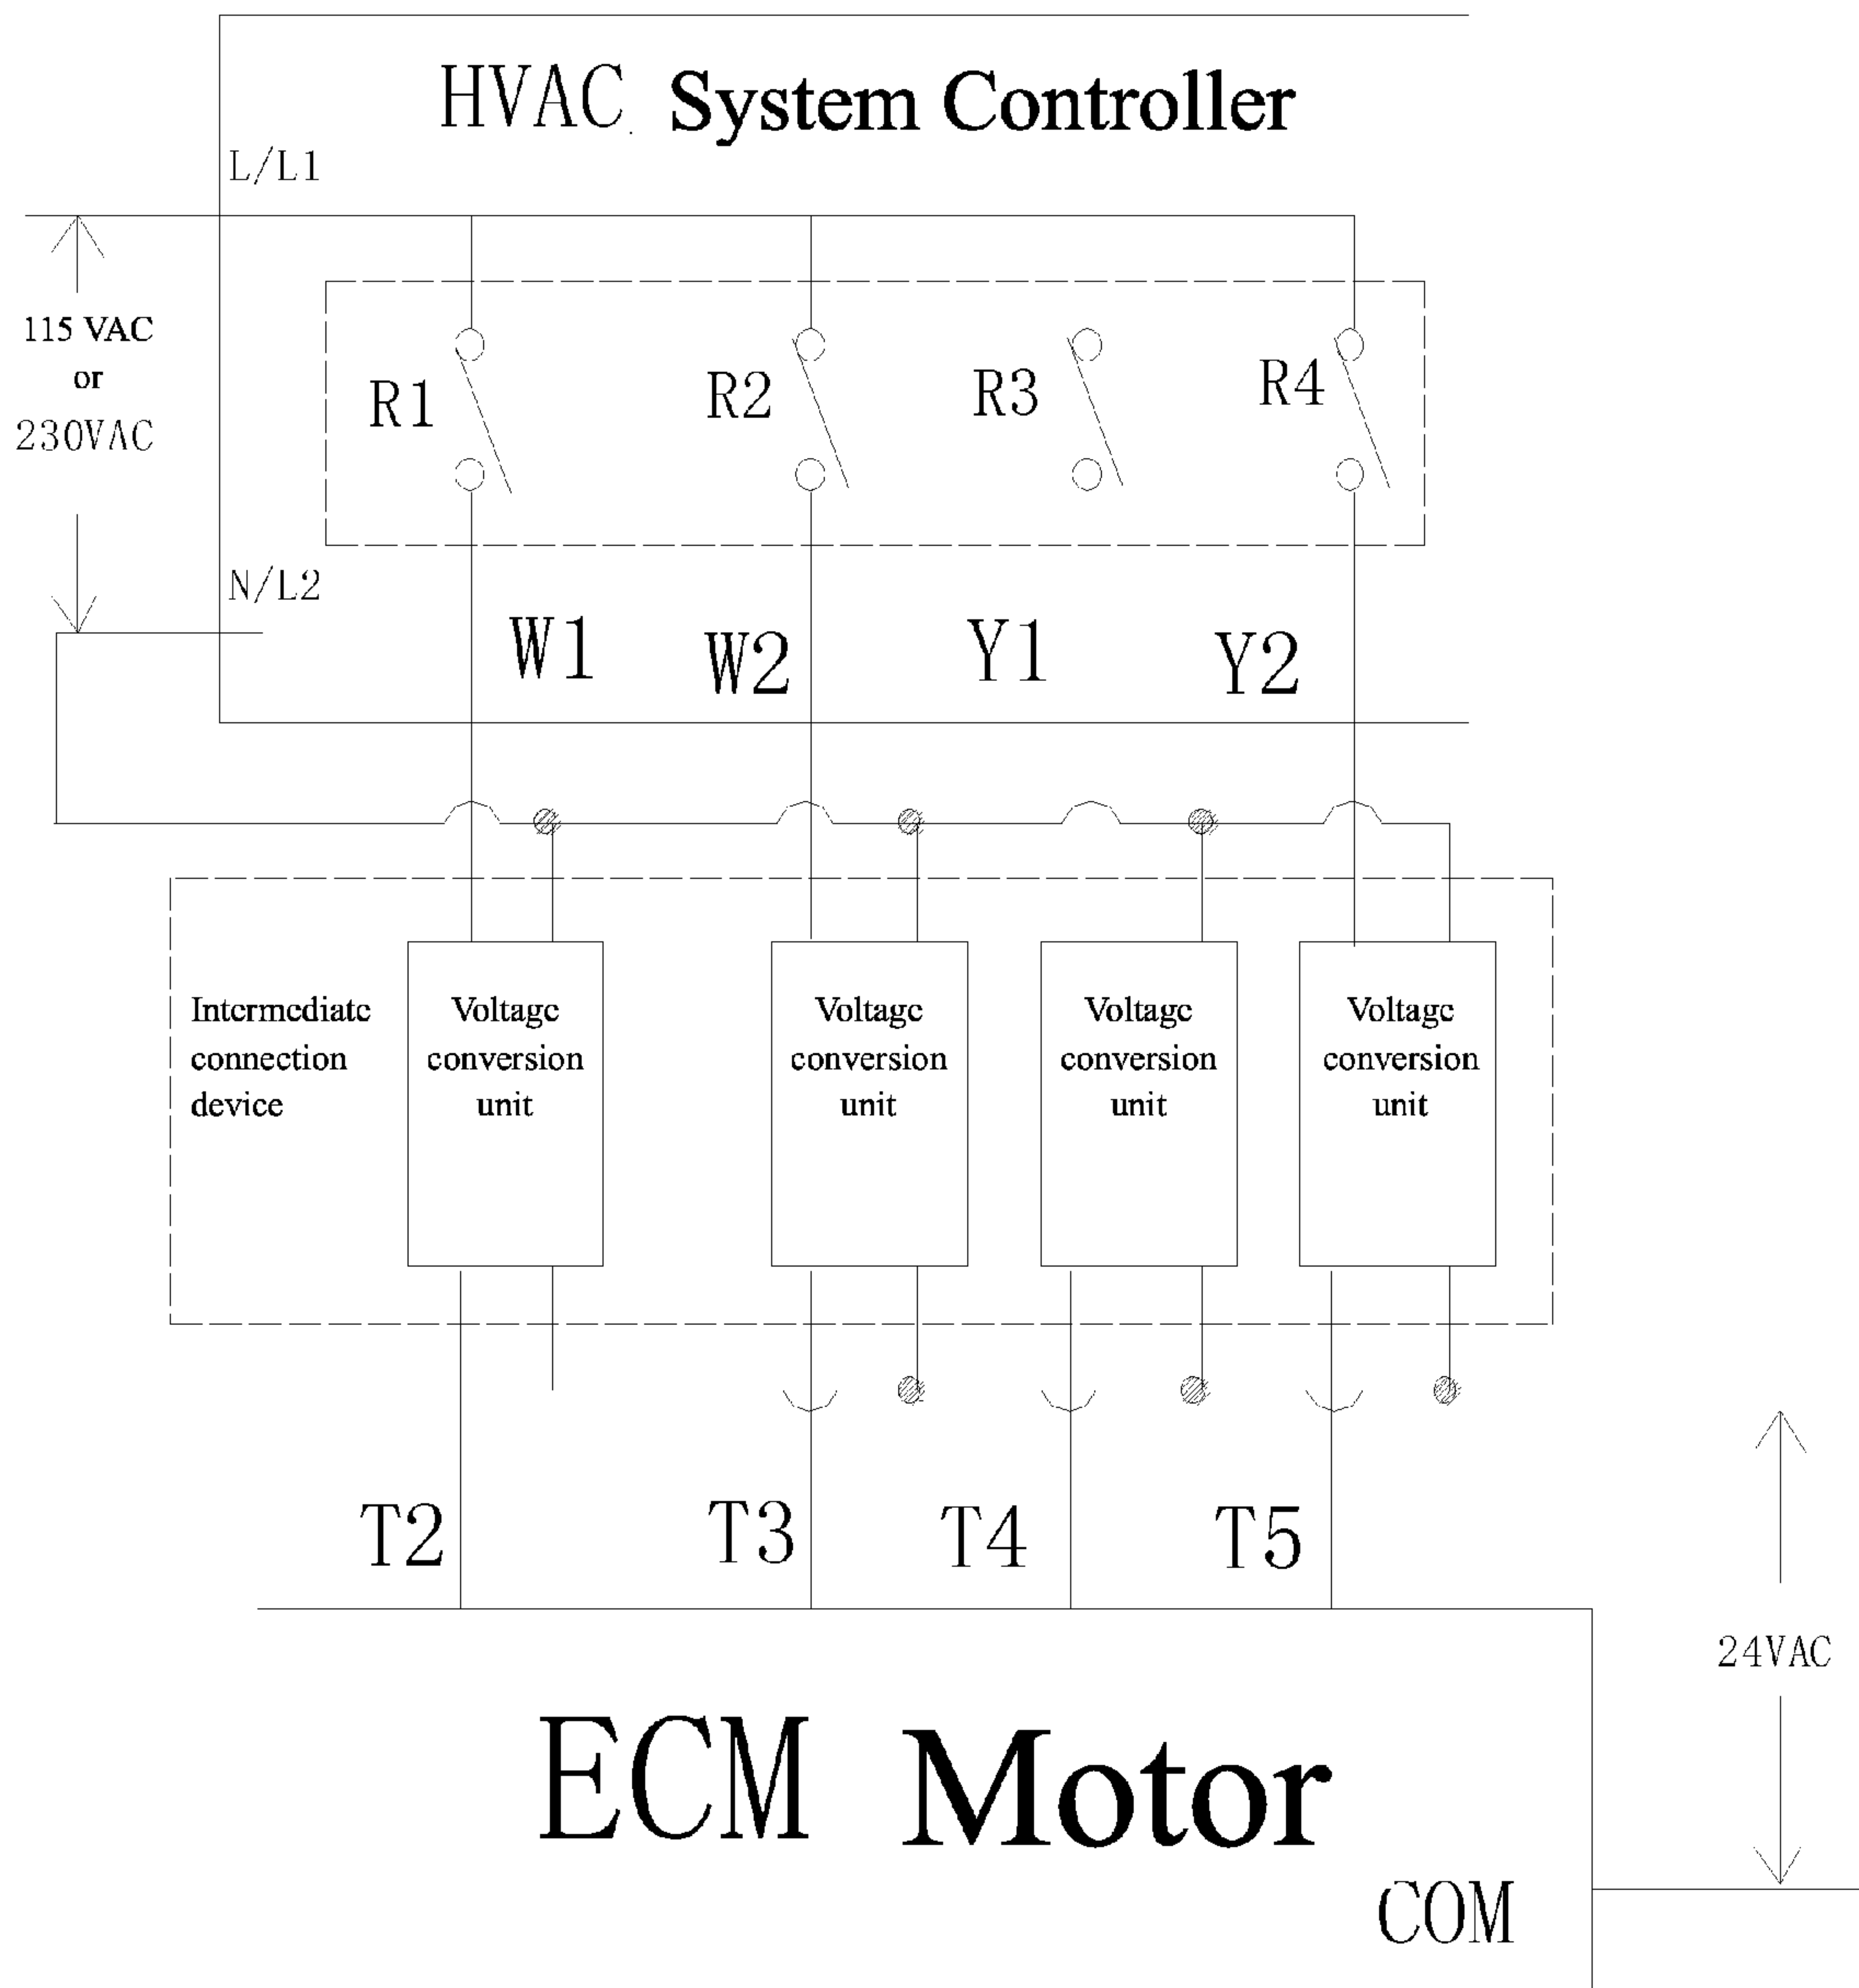 HVAC System Controller
L/L1
115 VAC
or
230VAC
R1
R2
R3
R4
N/L2
W1
W2
Y1
Y2
Intermediate
connection
device
Voltage
conversion
unit
Voltage
conversion
unit
Voltage
conversion
unit
Voltage
conversion
unit
T2
T3
T4
T5
24VAC
ECM Motor
COM